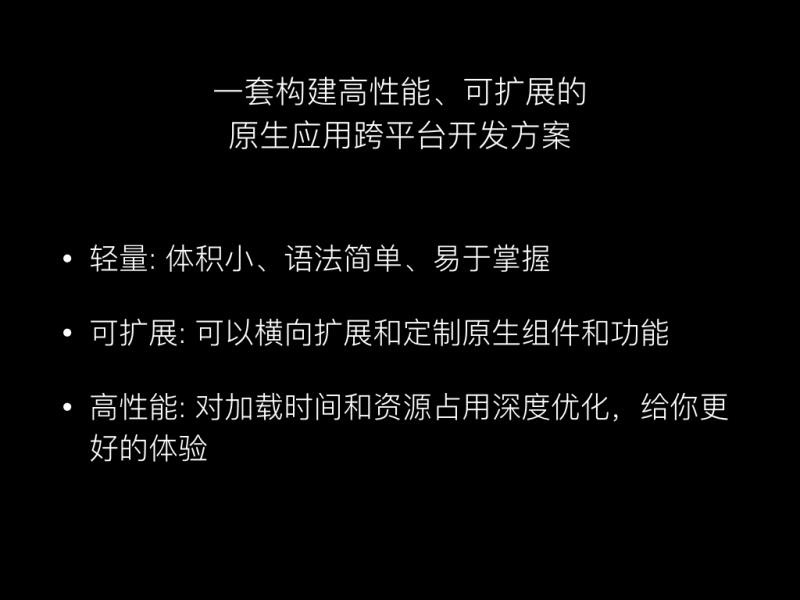 一套构建高性能、可扩展的
原生应用跨平台开发方案
• 轻量: 体积小、语法简单、易于掌握
• 可扩展: 可以横向扩展和定制原生组件和功能
• 高性能: 对加载时间和资源占用深度优化，给你更
好的体验